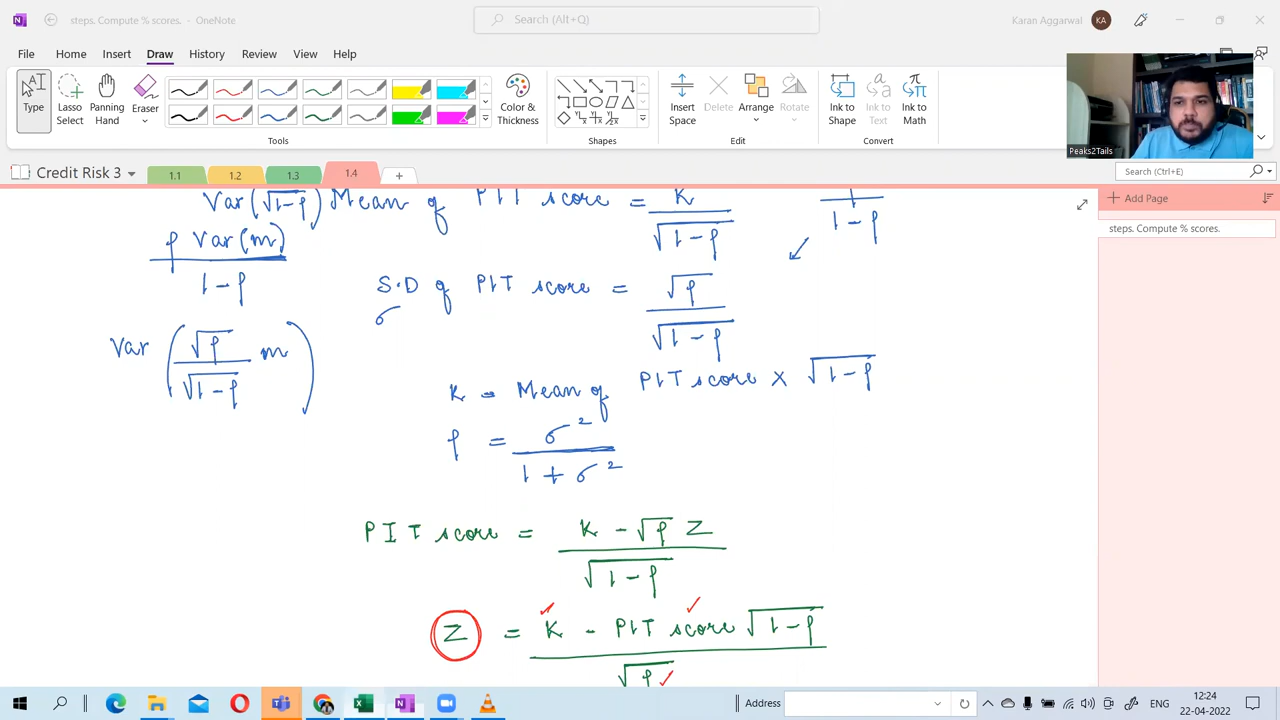 steps. Compute % scores. - OneNote
Search (Alt+Q)
Karan Aggarwal KA
File Home Insert Draw History Review View Help
Type Lasso Select Panning Hand Eraser Color & Thickness Insert Space Delete Arrange Rotate Ink to Shape Ink to Text Ink to Math
Tools Shapes Edit Convert
Peaks2Tails
Credit Risk 3 1.1 1.2 1.3 1.4
Search (Ctrl+E)
Add Page
steps. Compute % scores.
Var(√1-ρ) Mean of PIT score = K / √1-ρ
1 / 1-ρ
ρ Var(m) / 1-ρ
S.D of PIT score = √ρ / √1-ρ
σ
Var (√ρ / √1-ρ m)
K = Mean of PIT score × √1-ρ
ρ = σ² / 1 + σ²
PIT score = K - √ρ Z / √1-ρ
Z = K - PIT score √1-ρ / √ρ
Address
ENG
12:24
22-04-2022